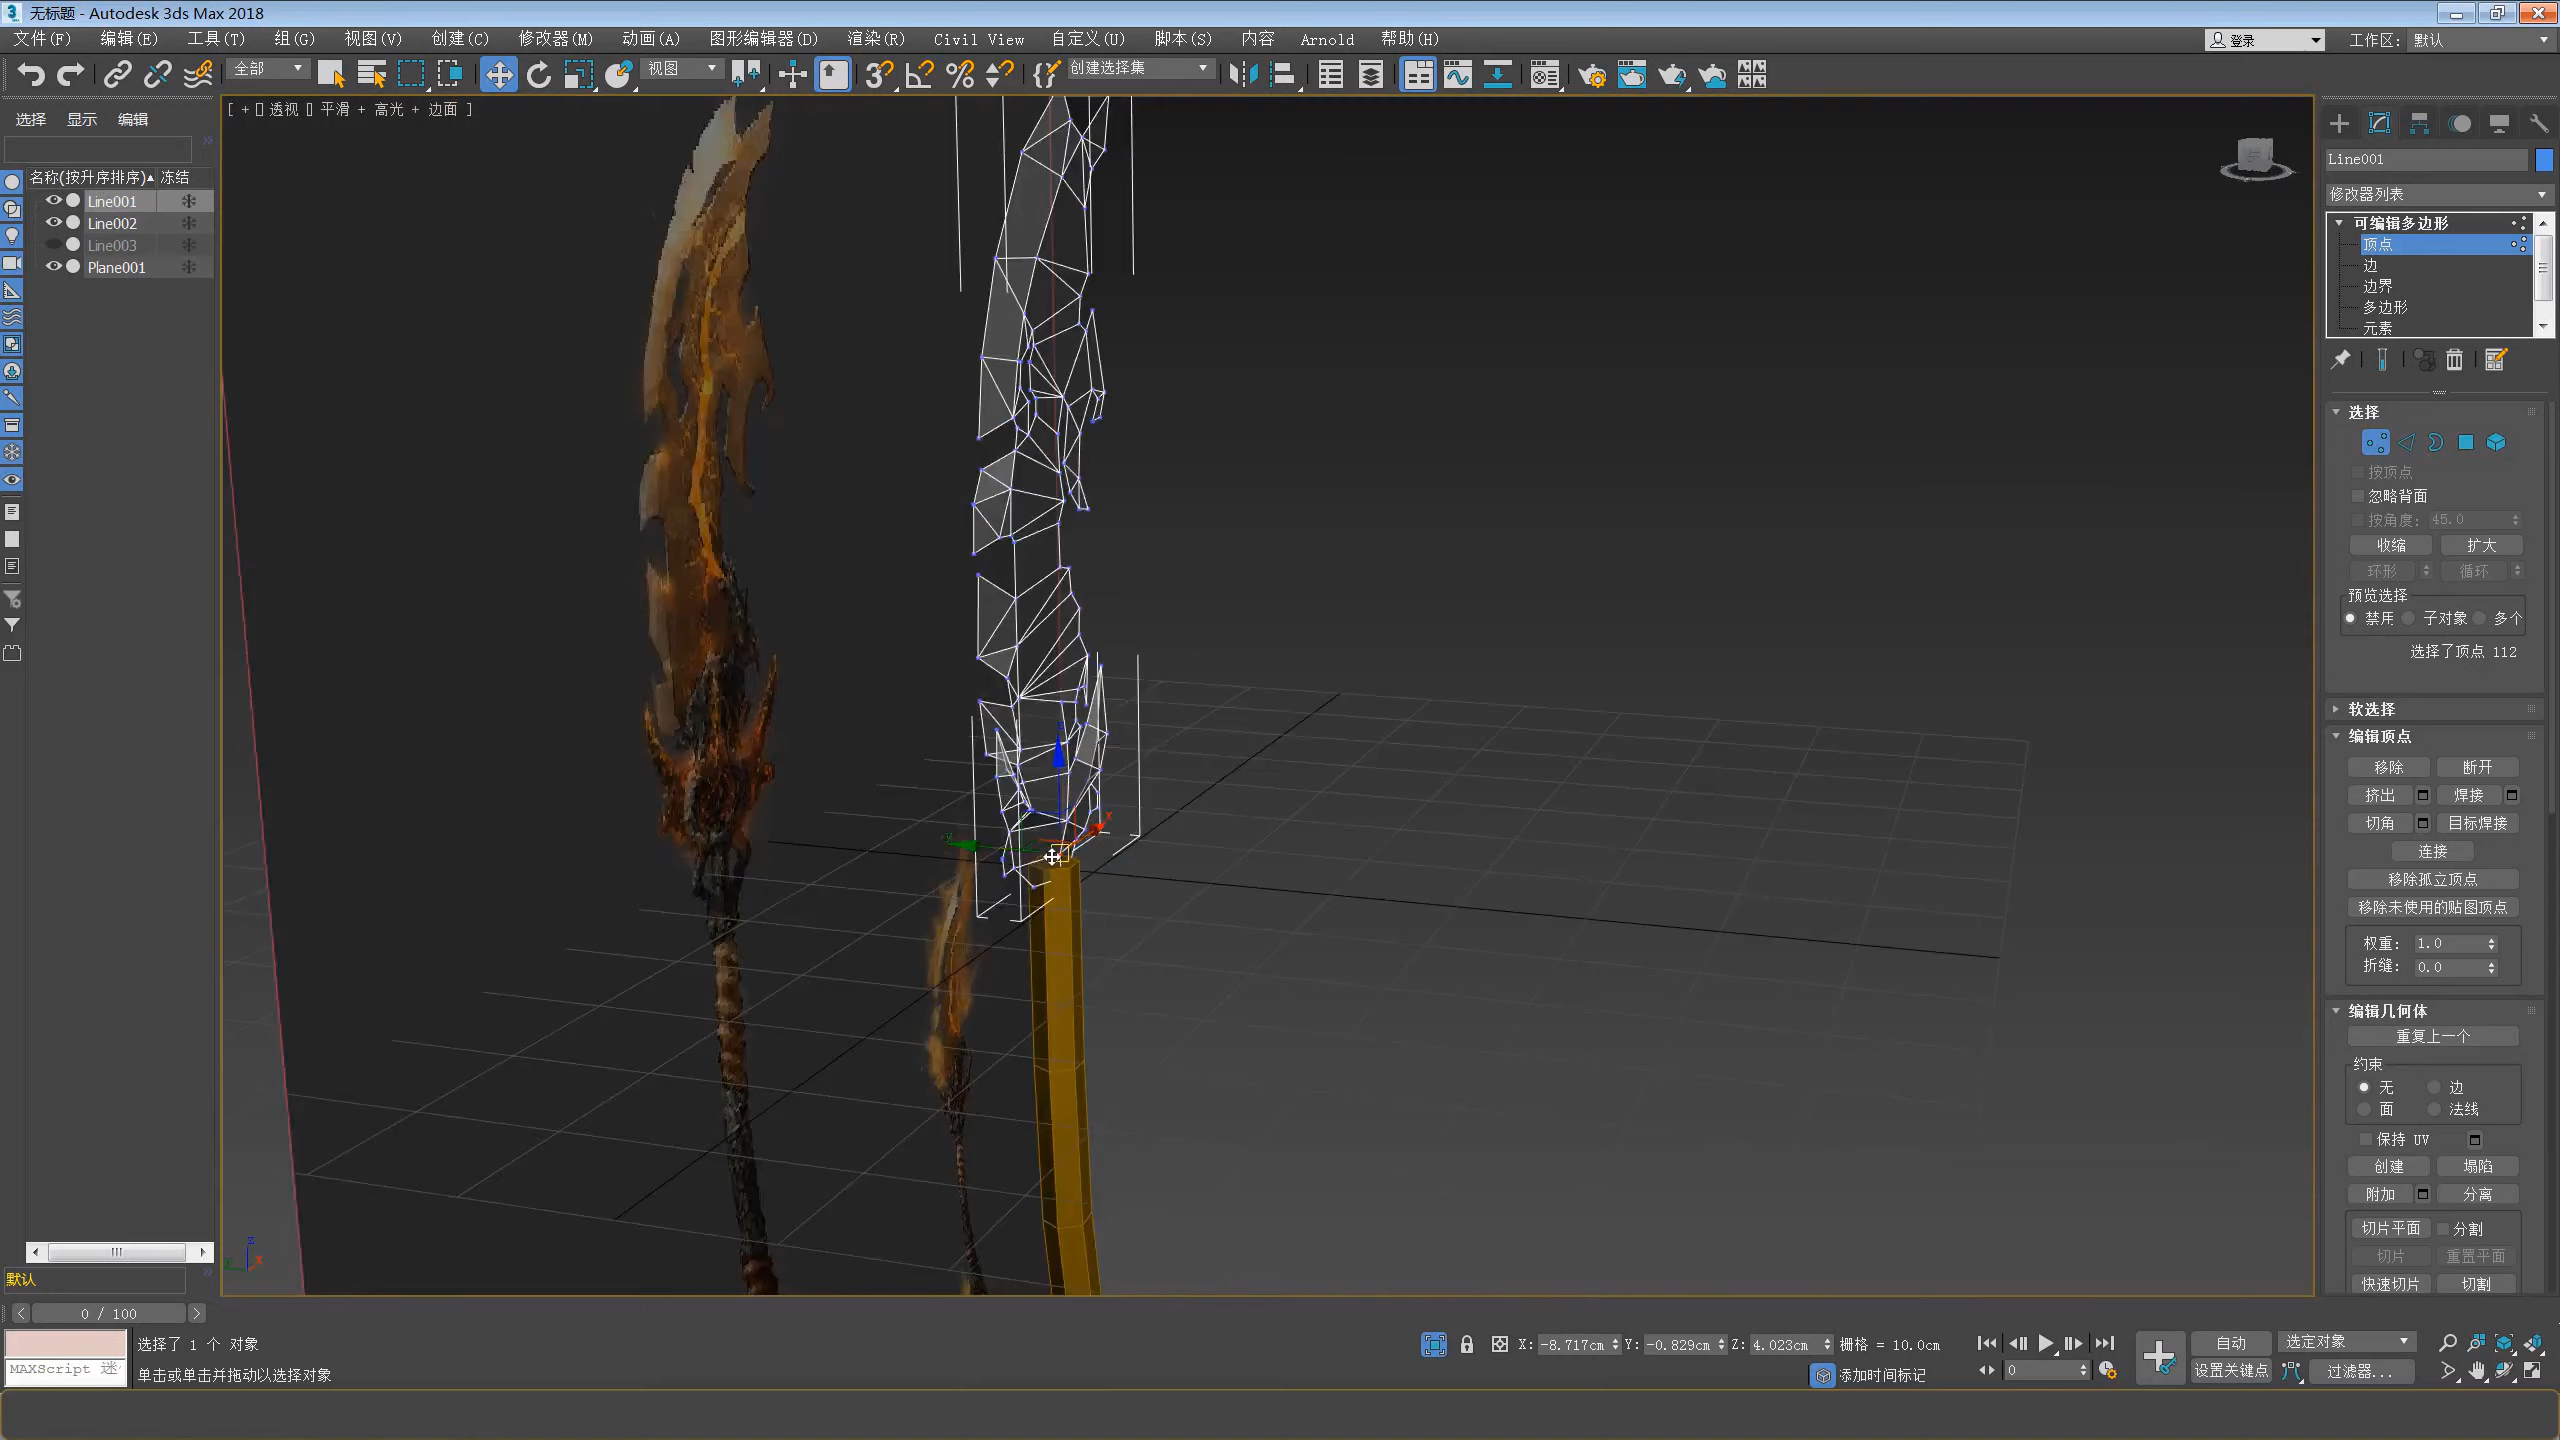 无标题 - Autodesk 3ds Max 2018
文件(F) 编辑(E) 工具(T) 组(G) 视图(V) 创建(C) 修改器(M) 动画(A) 图形编辑器(D) 渲染(R) Civil View 自定义(U) 脚本(S) 内容 Arnold 帮助(H) 登录 工作区: 默认
全部 视图 创建选择集
[ + ] [ 透视 ] [ 平滑 + 高光 + 边面 ]
选择 显示 编辑
名称(按升序排序) 冻结
Line001
Line002
Line003
Plane001
Line001
修改器列表
可编辑多边形
顶点
边
边界
多边形
元素
选择
按顶点
忽略背面
按角度: 45.0
收缩 扩大
环形 循环
预览选择
禁用 子对象 多个
选择了顶点 112
软选择
编辑顶点
移除 断开
挤出 焊接
切角 目标焊接
连接
移除孤立顶点
移除未使用的贴图顶点
权重: 1.0
折缝: 0.0
编辑几何体
重复上一个
约束
无 边
面 法线
保持 UV
创建 塌陷
附加 分离
切片平面 分割
切片 重置平面
快速切片 切割
默认
0 / 100
选择了 1 个 对象
MAXScript 迷
单击或单击并拖动以选择对象
X: -8.717cm Y: -0.829cm Z: 4.023cm 栅格 = 10.0cm
添加时间标记
0
自动 选定对象
设置关键点 过滤器...